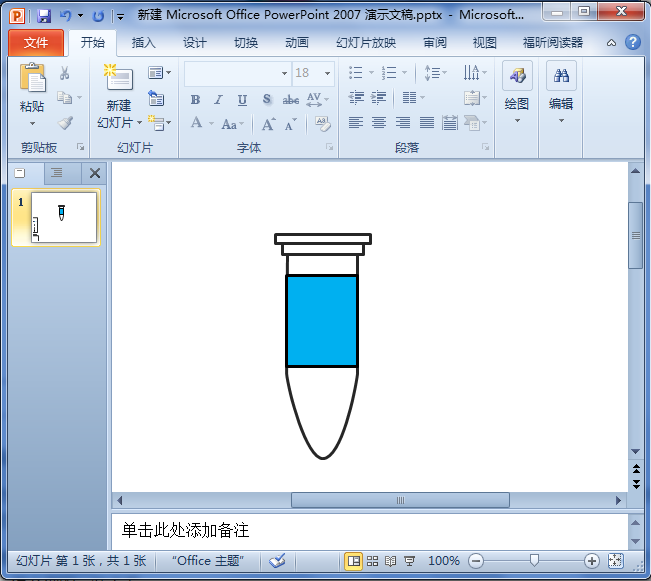 新建 Microsoft Office PowerPoint 2007 演示文稿.pptx - Microsoft...
文件 开始 插入 设计 切换 动画 幻灯片放映 审阅 视图 福昕阅读器
粘贴
剪贴板
新建
幻灯片
幻灯片
18
B I U S abc AV
A Aa A A
字体
段落
绘图
编辑
1
单击此处添加备注
幻灯片 第 1 张，共 1 张 "Office 主题" 100%